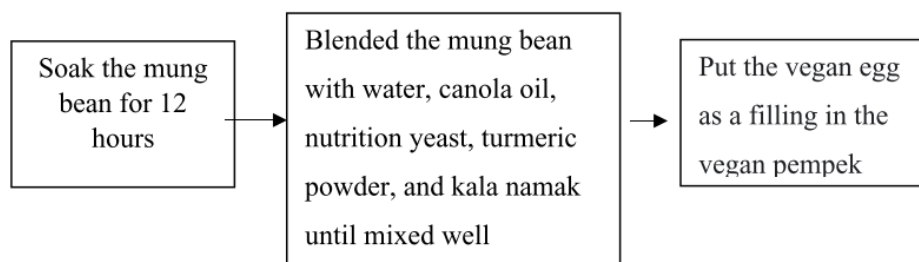 Soak the mung
bean for 12
hours
Blended the mung bean
with water, canola oil,
nutrition yeast, turmeric
powder, and kala namak
until mixed well
Put the vegan egg
as a filling in the
vegan pempek